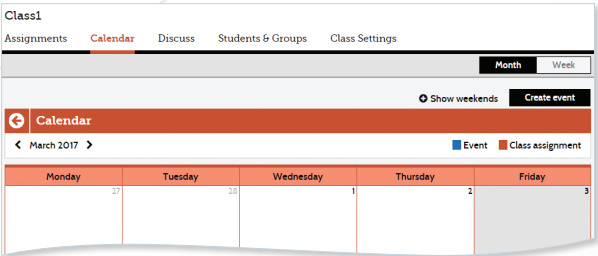 Class1
Assignments Calendar Discuss Students & Groups Class Settings
Month Week
Show weekends Create event
Calendar
March 2017
Event Class assignment
Monday Tuesday Wednesday Thursday Friday
27 28 1 2 3